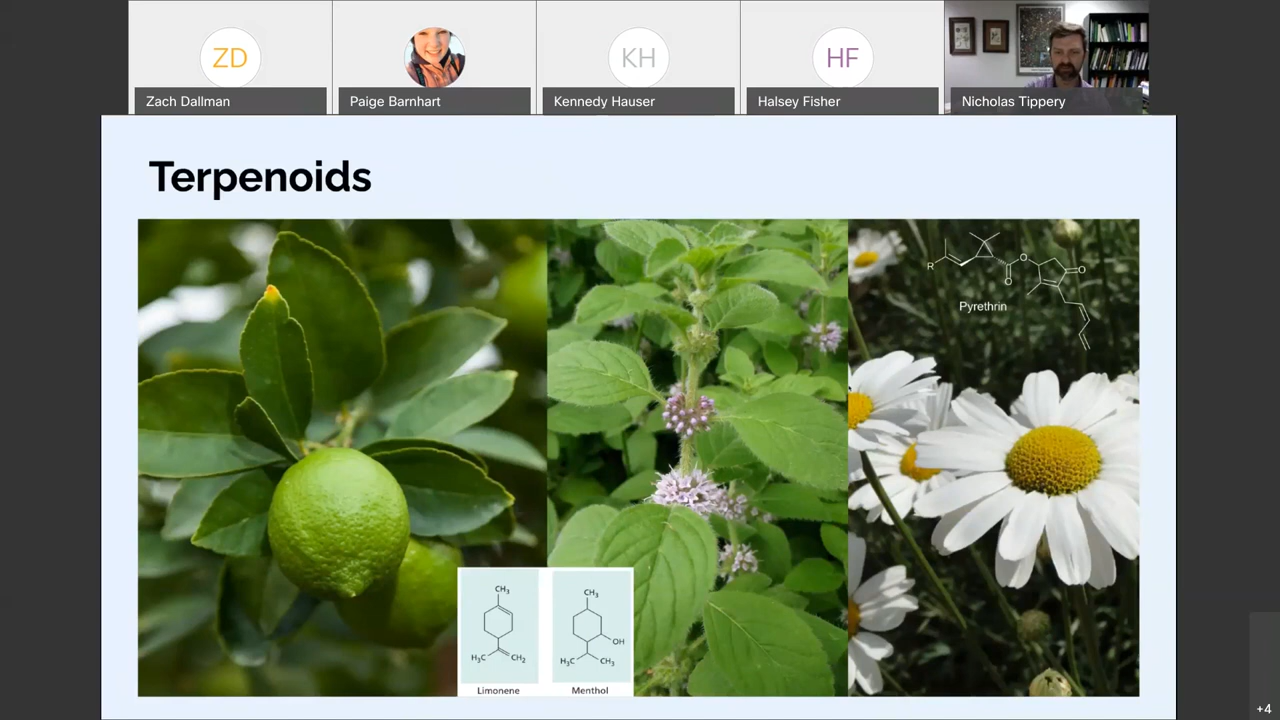 ZD
KH
HF
Zach Dallman
Paige Barnhart
Kennedy Hauser
Halsey Fisher
Nicholas Tippery
Terpenoids
R
O
O
O
Pyrethrin
CH₃
H₃C
CH₂
Limonene
CH₃
OH
H₃C
CH₃
Menthol
+4